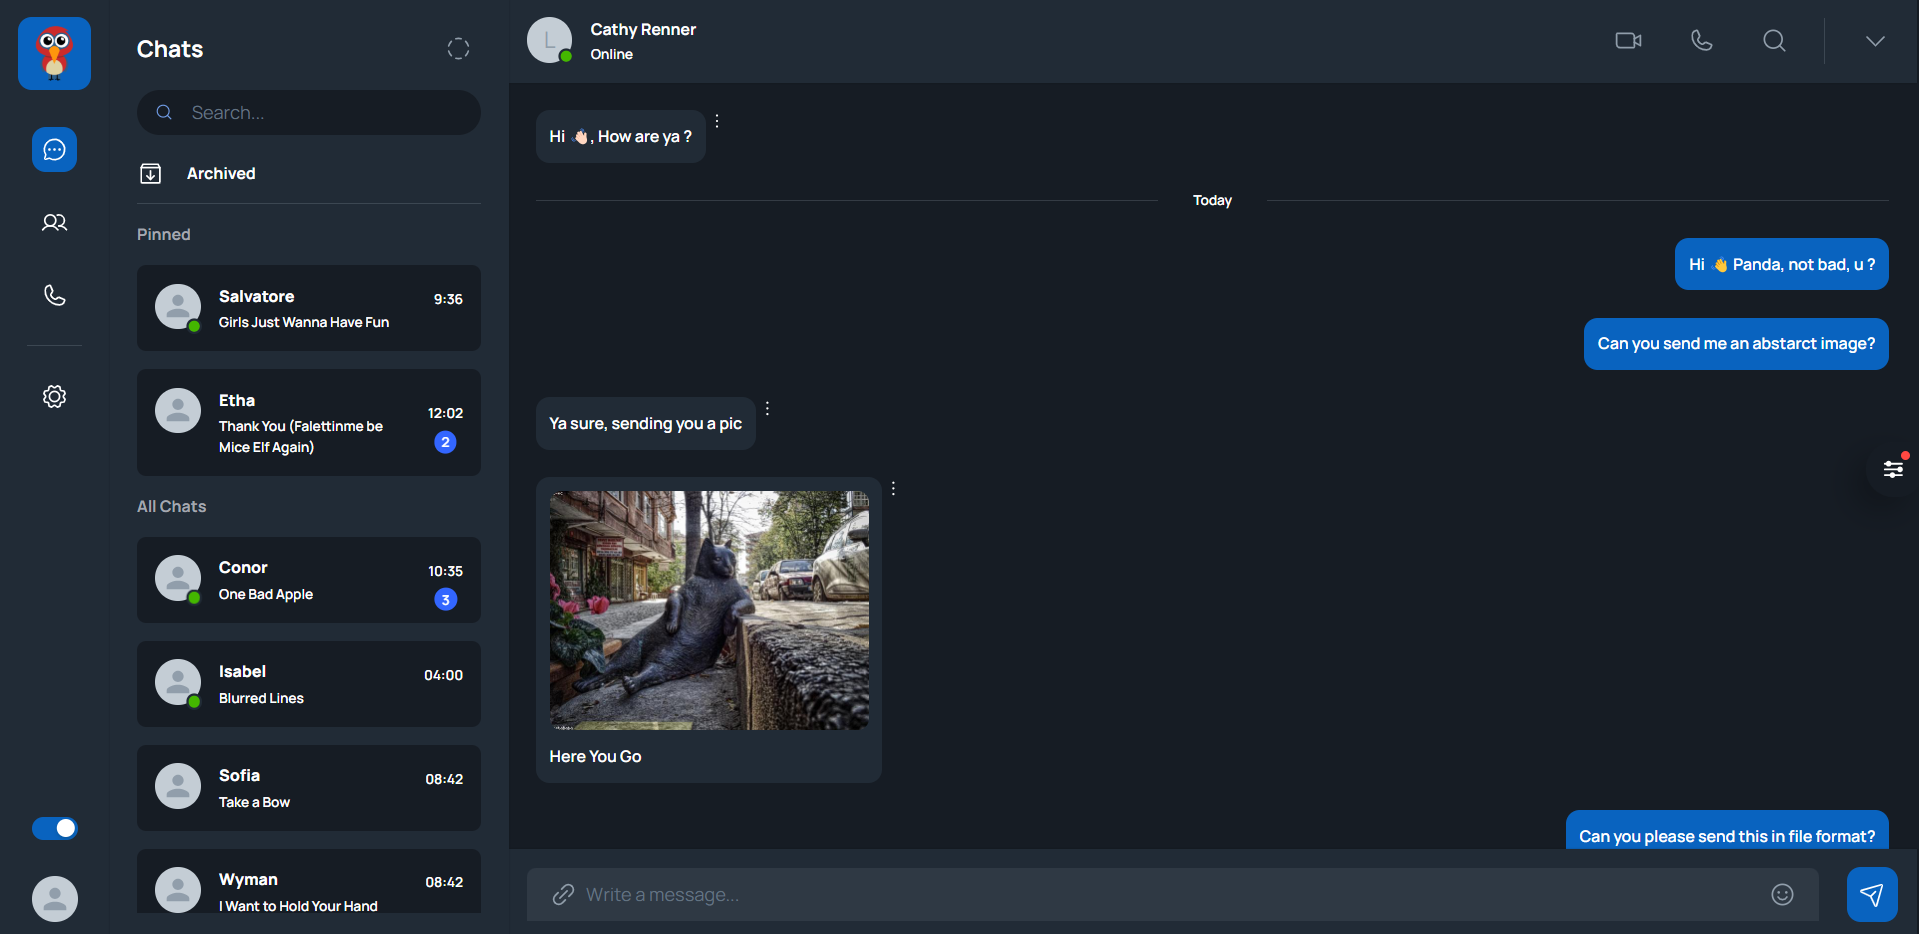 Chats
Search...
Archived
Pinned
Salvatore
9:36
Girls Just Wanna Have Fun
Etha
12:02
Thank You (Falettinme be
Mice Elf Again)
2
All Chats
Conor
10:35
One Bad Apple
3
Isabel
04:00
Blurred Lines
Sofia
08:42
Take a Bow
Wyman
08:42
I Want to Hold Your Hand
L
Cathy Renner
Online
Hi 👋🏻, How are ya ?
Today
Hi 👋 Panda, not bad, u ?
Can you send me an abstarct image?
Ya sure, sending you a pic
Here You Go
Can you please send this in file format?
Write a message...